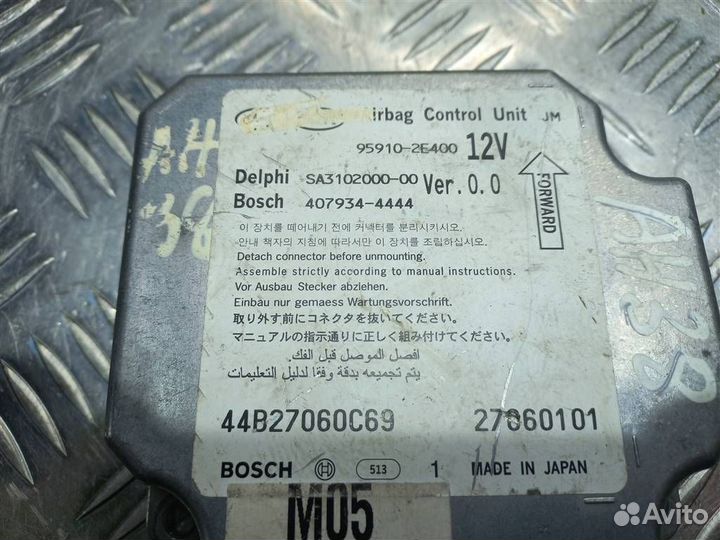 Airbag Control Unit JM
95910-2E400 12V
Delphi SA3102000-00 Ver.0.0
Bosch 407934-4444
FORWARD
이 장치를 떼어내기 전에 커넥터를 분리시키시오.
안내 책자의 지침에 따라서만 이 장치를 조립하십시오.
Detach connector before unmounting.
Assemble strictly according to manual instructions.
Vor Ausbau Stecker abziehen.
Einbau nur gemaess Wartungsvorschrift.
取り外す前にコネクタを抜いてください。
マニュアルの指示通りに正しく組み付けてください。
افصل الموصل قبل الفك.
يتم تجميعه بدقة وفقا لدليل التعليمات
44B27060C69 27060101
BOSCH 513 1 MADE IN JAPAN
M05
AH
38
AH38
Avito